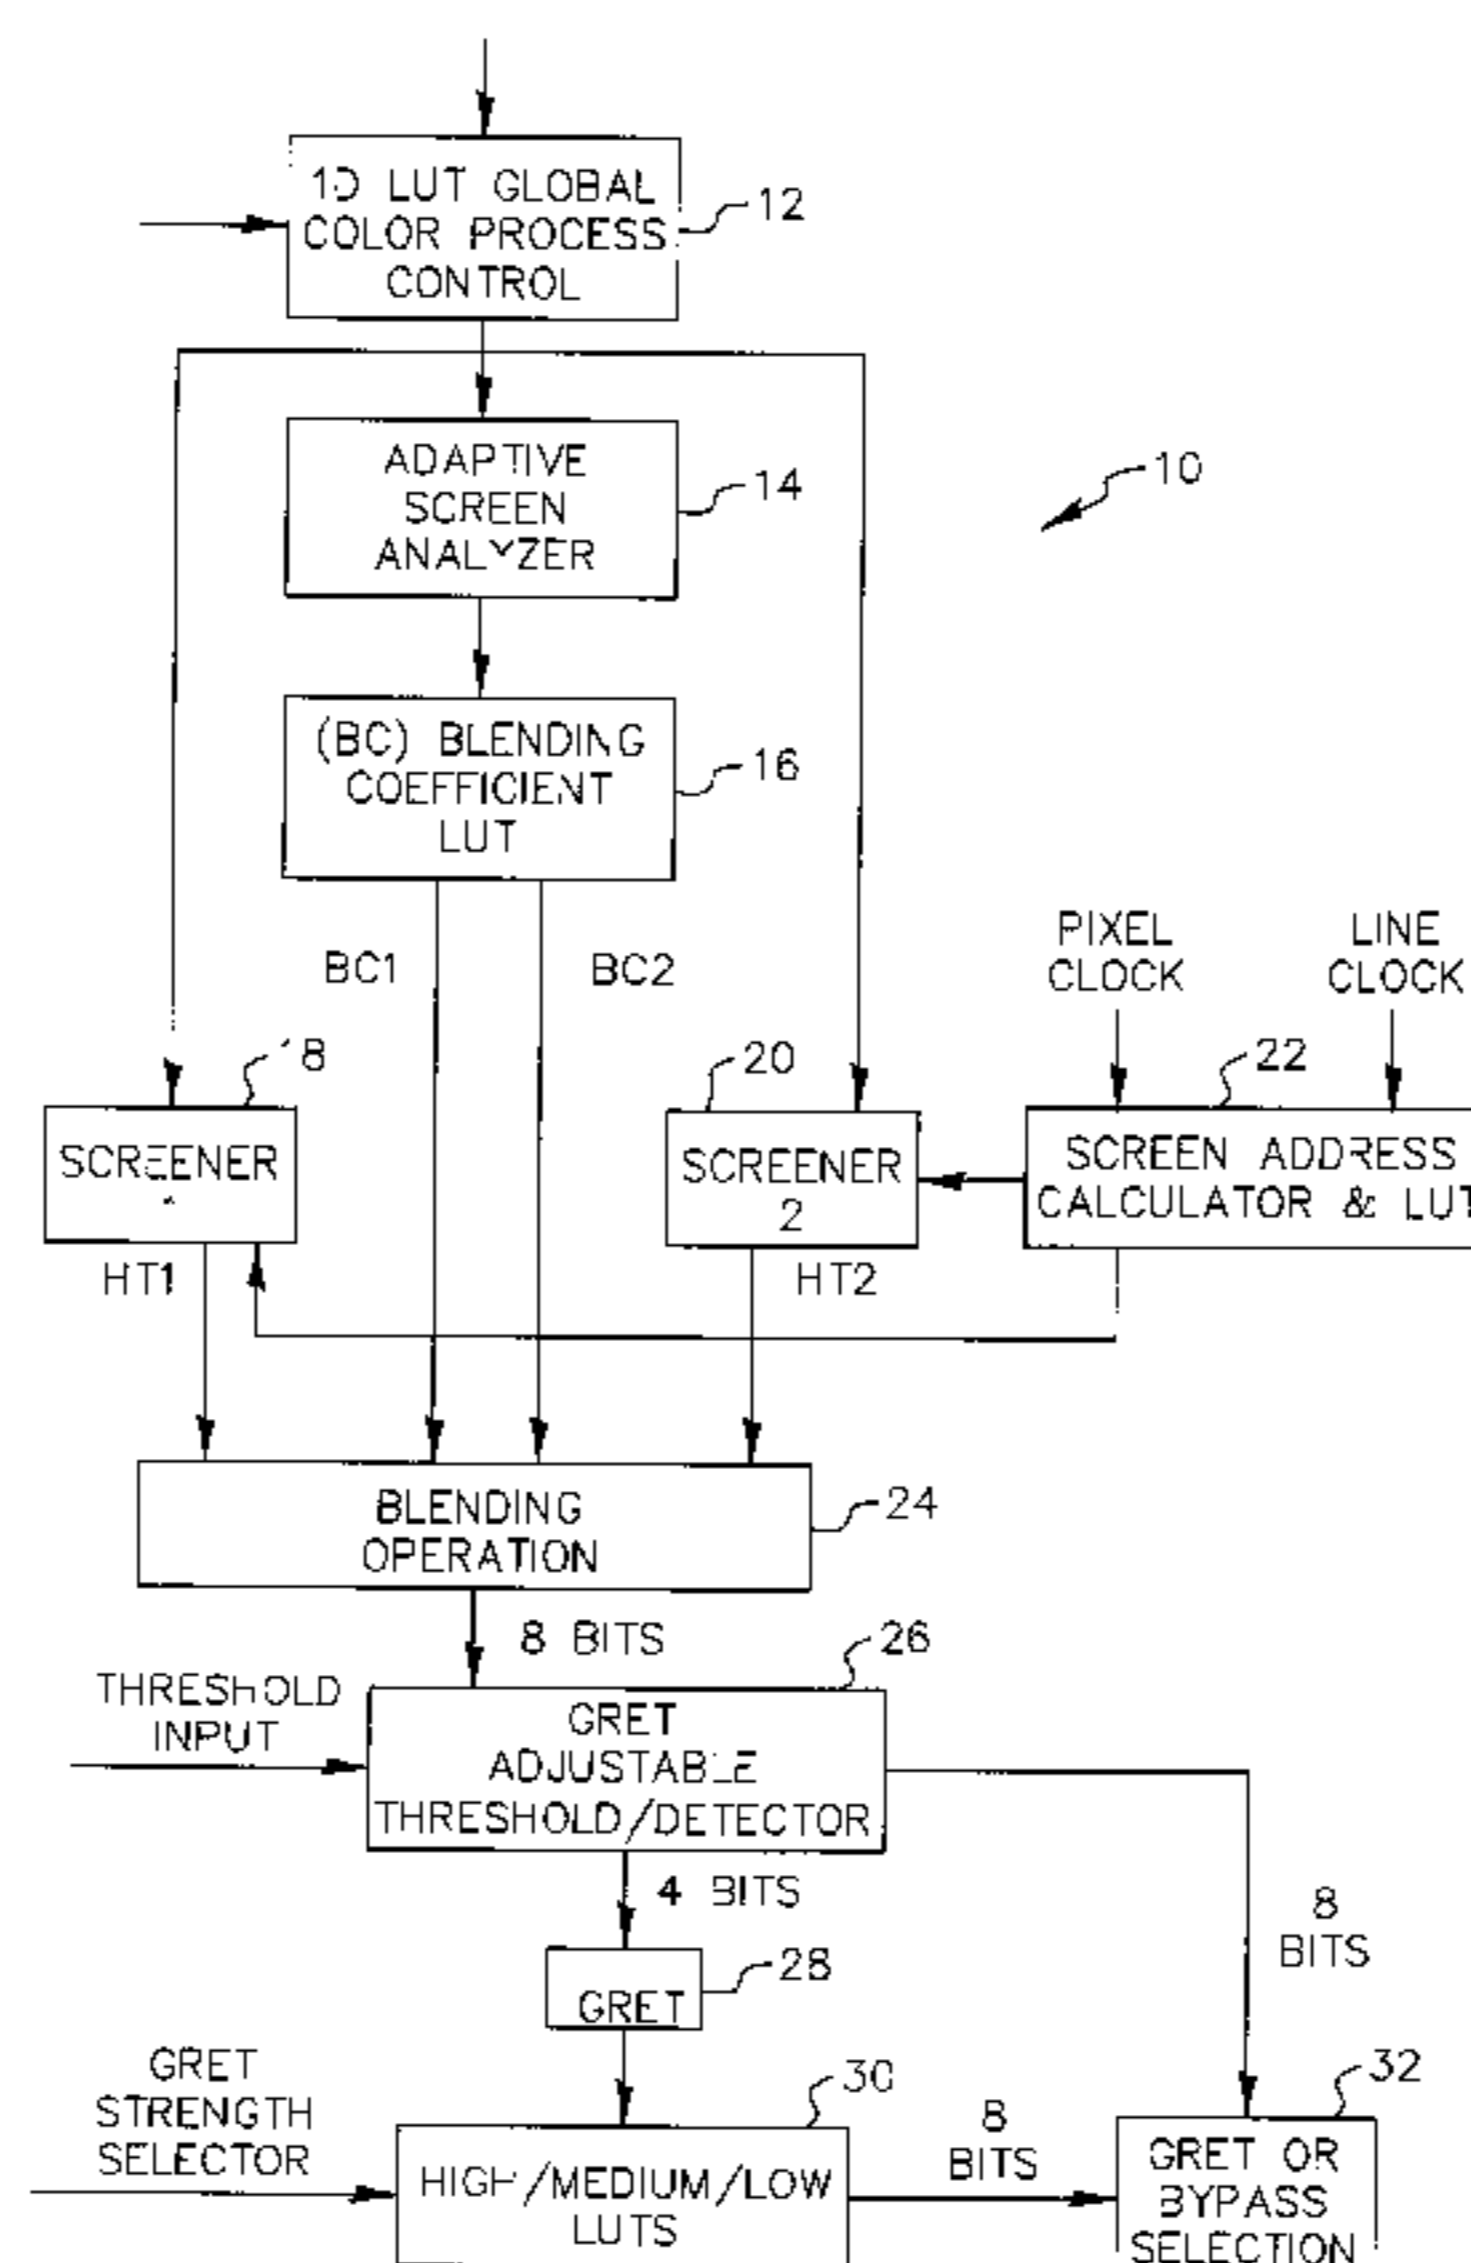 1D LUT GLOBAL
COLOR PROCESS
CONTROL
12
ADAPTIVE
SCREEN
ANALYZER
14
10
(BC) BLENDING
COEFFICIENT
LUT
16
BC1
BC2
PIXEL
CLOCK
LINE
CLOCK
18
20
22
SCREENER
SCREENER
2
SCREEN ADDRESS
CALCULATOR & LUT
HT1
HT2
BLENDING
OPERATION
24
8 BITS
26
THRESHOLD
INPUT
GRET
ADJUSTABLE
THRESHOLD/DETECTOR
4 BITS
8
BITS
GRET
28
GRET
STRENGTH
SELECTOR
30
HIGH/MEDIUM/LOW
LUTS
8
BITS
32
GRET OR
BYPASS
SELECTION